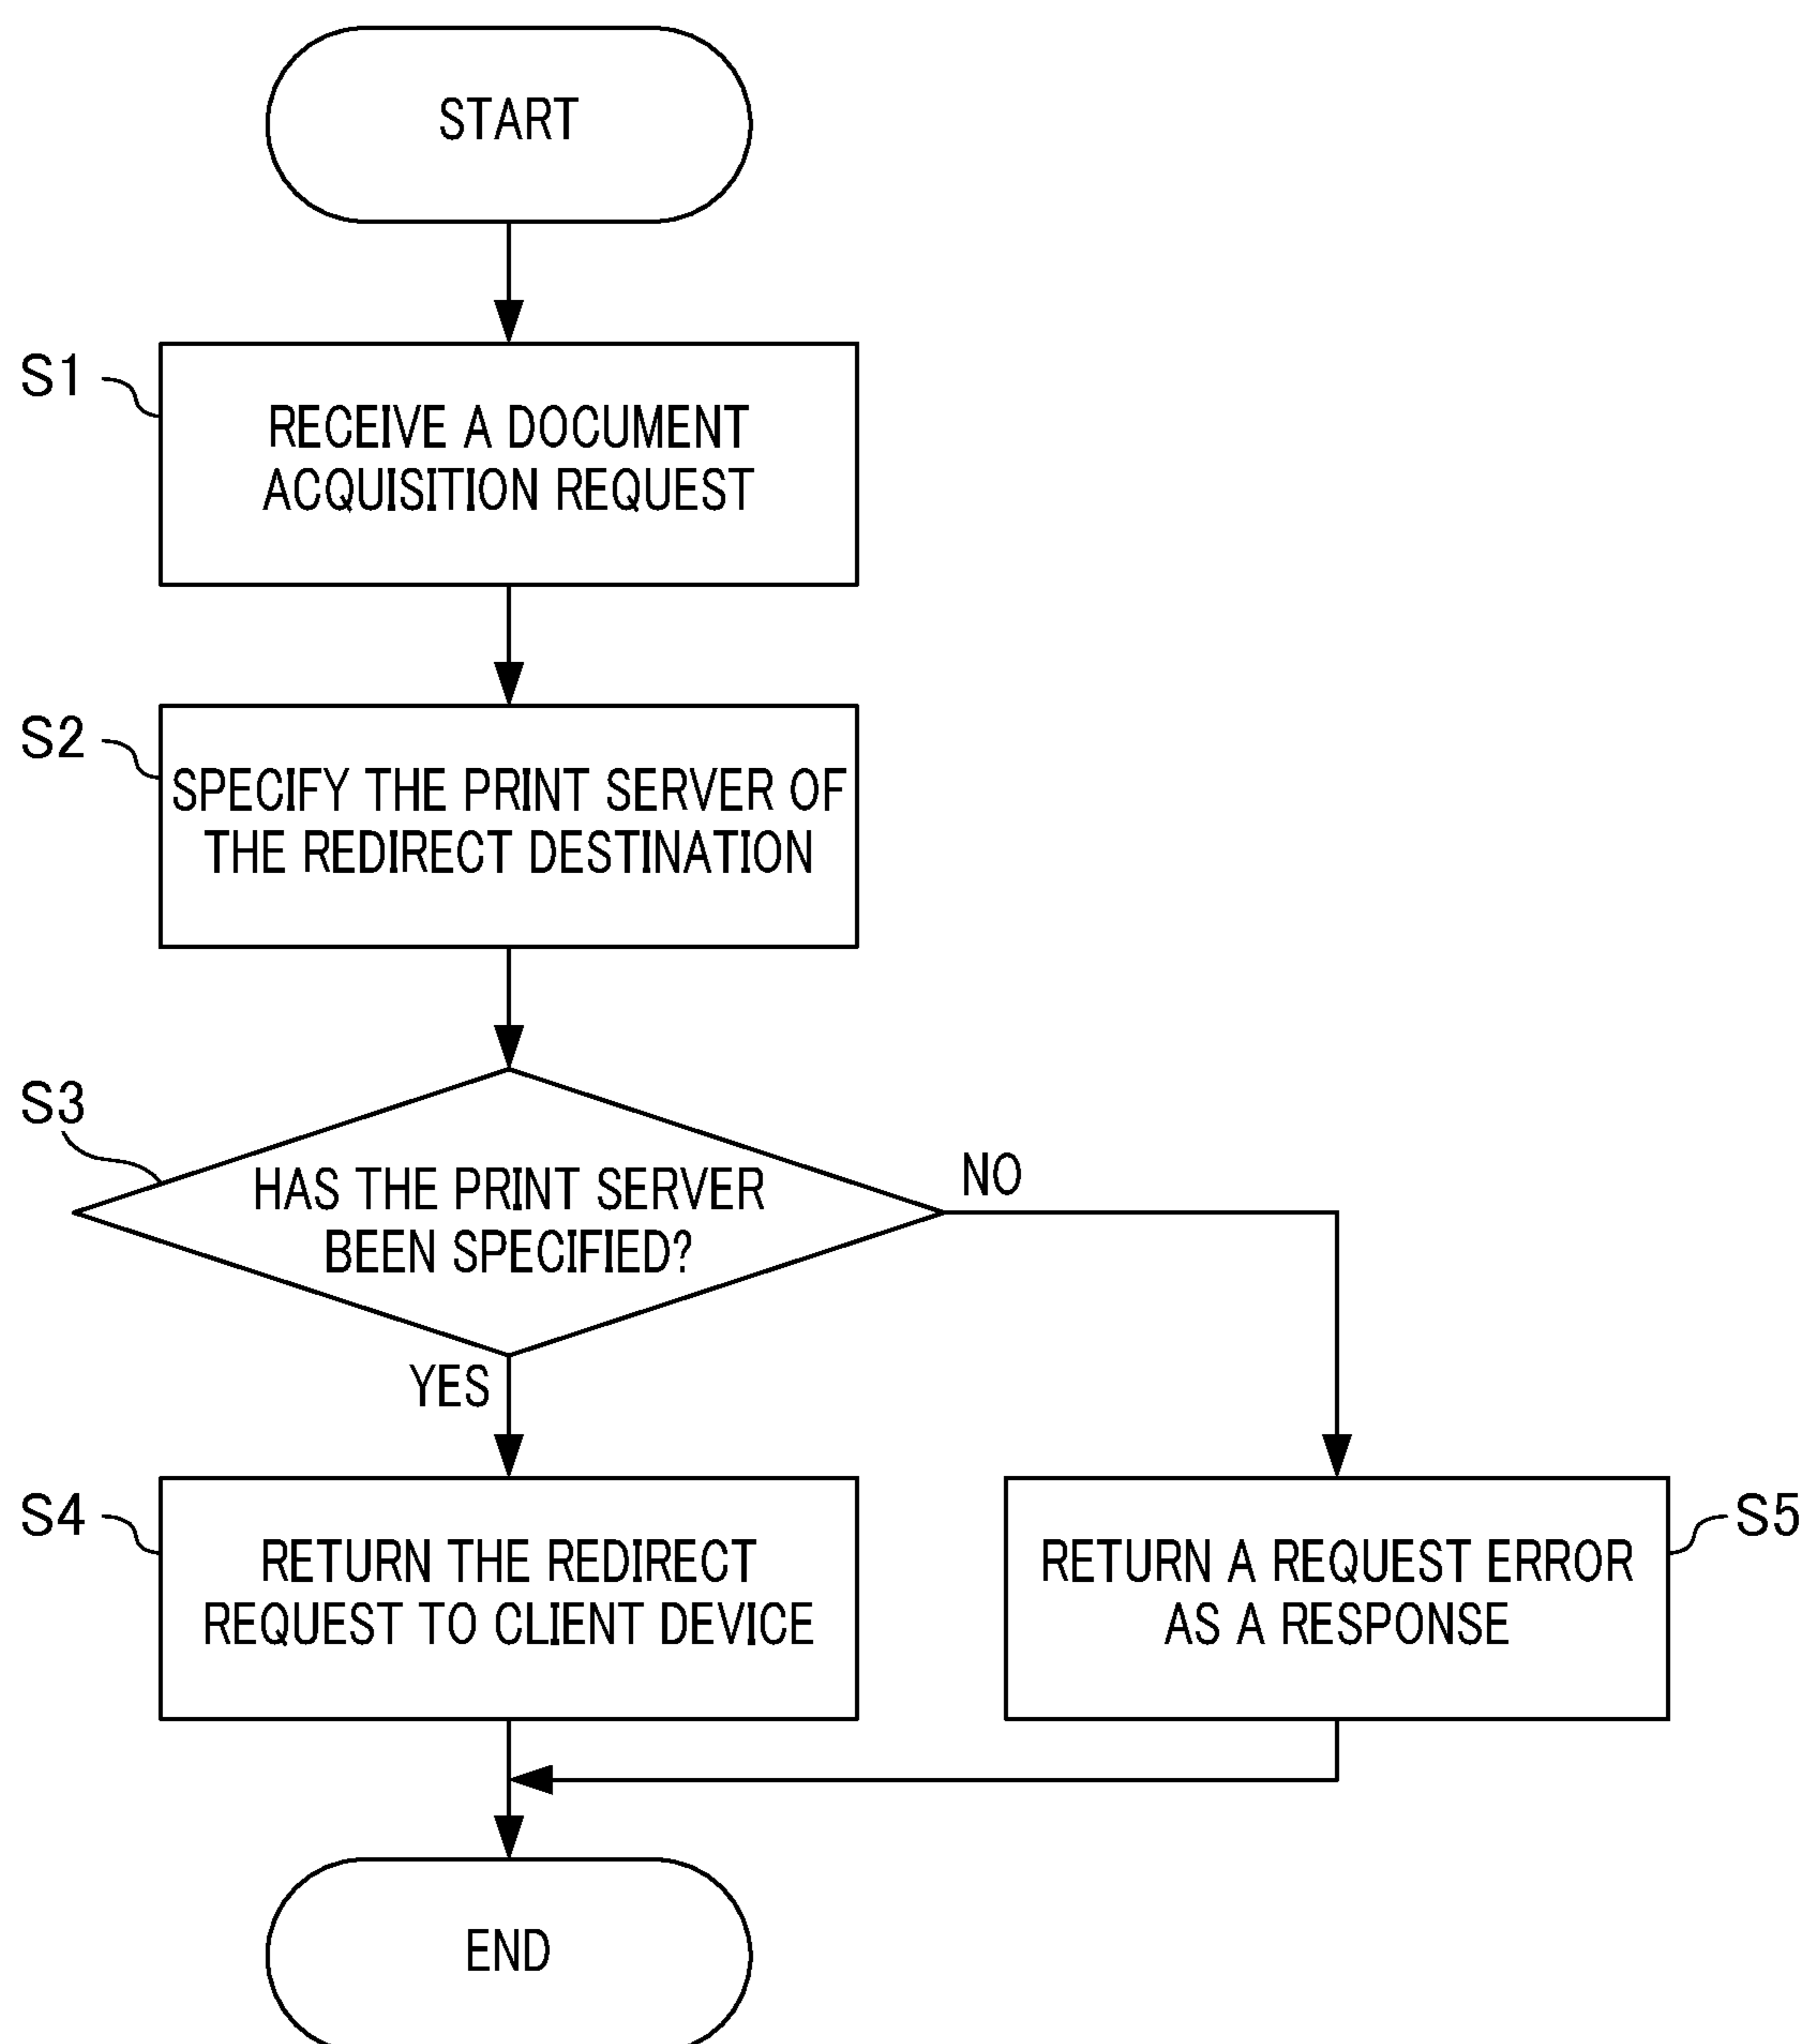 START
S1
RECEIVE A DOCUMENT
ACQUISITION REQUEST
S2
SPECIFY THE PRINT SERVER OF
THE REDIRECT DESTINATION
S3
HAS THE PRINT SERVER
BEEN SPECIFIED?
NO
YES
S4
RETURN THE REDIRECT
REQUEST TO CLIENT DEVICE
RETURN A REQUEST ERROR
AS A RESPONSE
S5
END